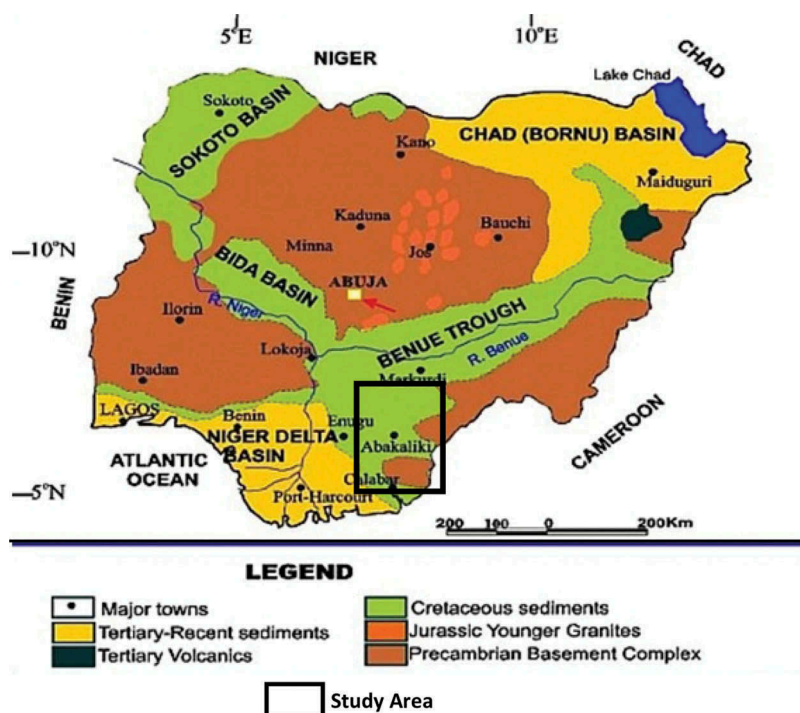 5°E
10°E
NIGER
CHAD
Lake Chad
Sokoto
SOKOTO BASIN
CHAD (BORNU) BASIN
Kano
Maiduguri
Kaduna
Bauchi
Minna
Jos
10°N
BIDA BASIN
ABUJA
BENIN
R. Niger
Ilorin
BENUE TROUGH
Lokoja
R. Benue
Ibadan
Markurdi
LAGOS
Benin
Enugu
CAMEROON
NIGER DELTA
BASIN
Abakaliki
ATLANTIC
OCEAN
Calabar
5°N
Port-Harcourt
200 100 0 200Km
LEGEND
Major towns
Cretaceous sediments
Tertiary-Recent sediments
Jurassic Younger Granites
Tertiary Volcanics
Precambrian Basement Complex
Study Area